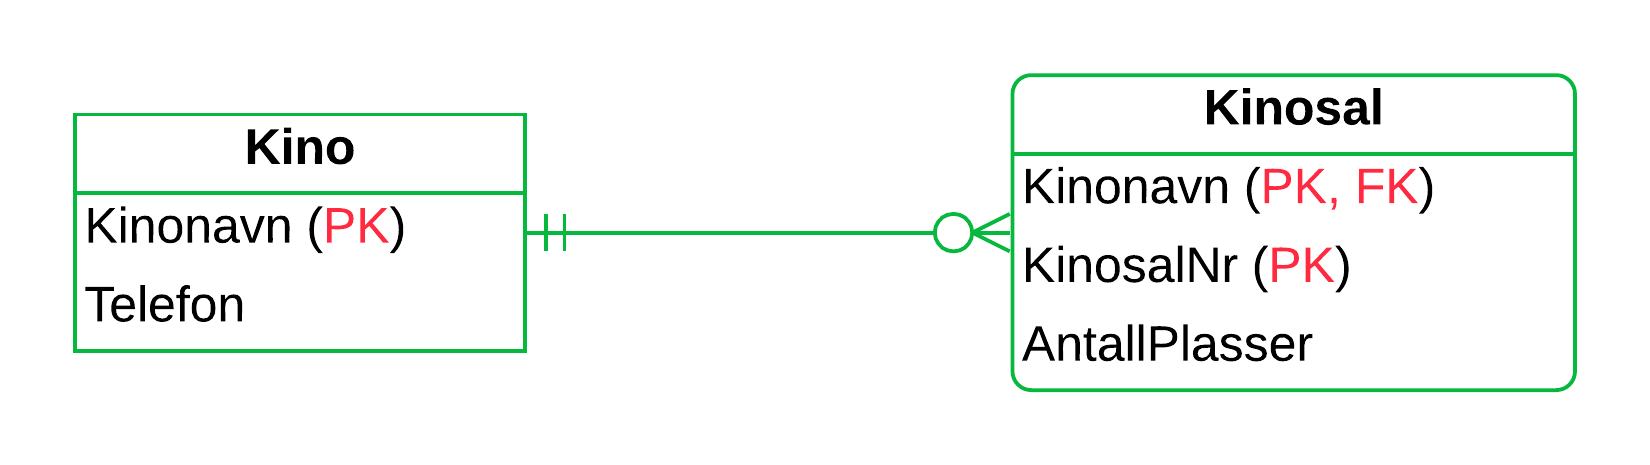 Kino
Kinonavn (PK)
Telefon
Kinosal
Kinonavn (PK, FK)
KinosalNr (PK)
AntallPlasser